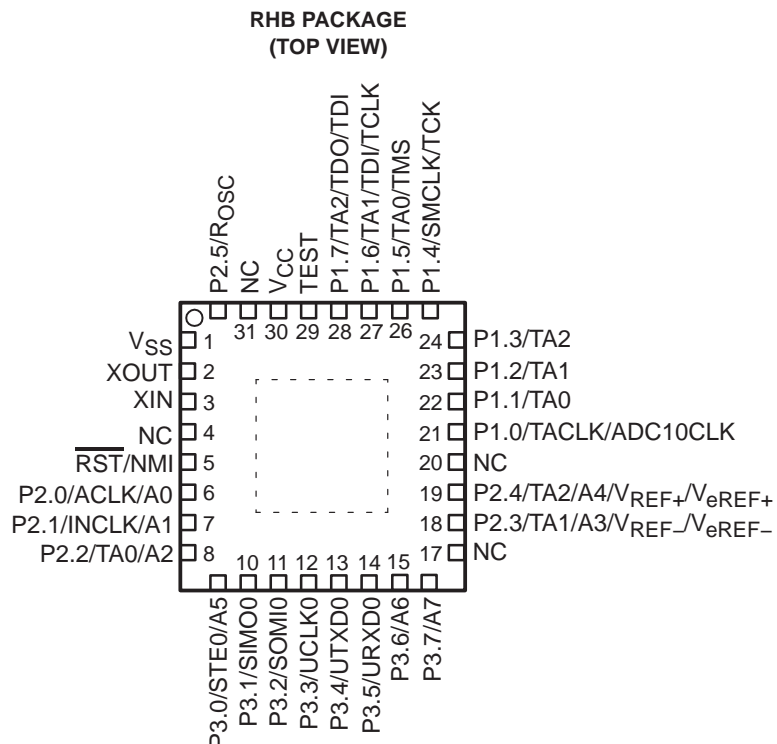 RHB PACKAGE
(TOP VIEW)
P2.5/ROSC
NC
VCC
TEST
P1.7/TA2/TDO/TDI
P1.6/TA1/TDI/TCLK
P1.5/TA0/TMS
P1.4/SMCLK/TCK
31 30 29 28 27 26
VSS 1
XOUT 2
XIN 3
NC 4
RST/NMI 5
P2.0/ACLK/A0 6
P2.1/INCLK/A1 7
P2.2/TA0/A2 8
24 P1.3/TA2
23 P1.2/TA1
22 P1.1/TA0
21 P1.0/TACLK/ADC10CLK
20 NC
19 P2.4/TA2/A4/VREF+/VeREF+
18 P2.3/TA1/A3/VREF–/VeREF–
17 NC
10 11 12 13 14 15
P3.0/STE0/A5
P3.1/SIMO0
P3.2/SOMI0
P3.3/UCLK0
P3.4/UTXD0
P3.5/URXD0
P3.6/A6
P3.7/A7